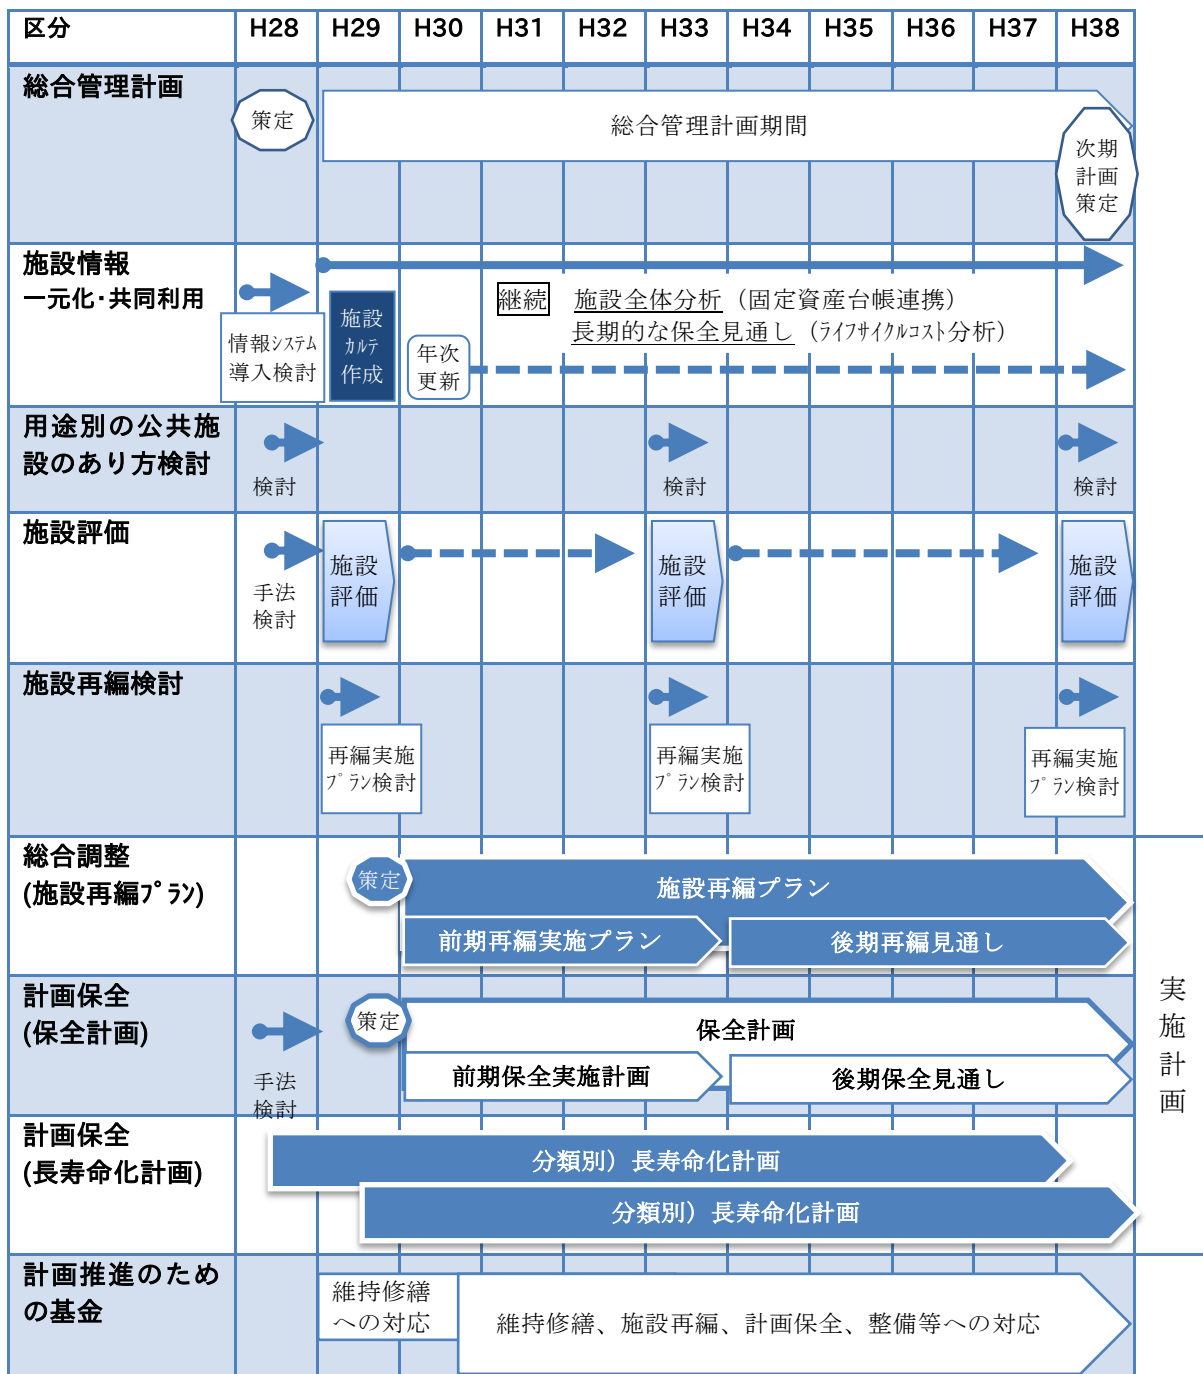 区分 H28 H29 H30 H31 H32 H33 H34 H35 H36 H37 H38
総合管理計画
策定
総合管理計画期間
次期
計画
策定
施設情報
一元化・共同利用
情報ｼｽﾃﾑ
導入検討
施設
ｶﾙﾃ
作成
年次
更新
継続 施設全体分析（固定資産台帳連携）
長期的な保全見通し（ﾗｲﾌｻｲｸﾙｺｽﾄ分析）
用途別の公共施
設のあり方検討
検討
検討
検討
施設評価
手法
検討
施設
評価
施設
評価
施設
評価
施設再編検討
再編実施
ﾌﾟﾗﾝ検討
再編実施
ﾌﾟﾗﾝ検討
再編実施
ﾌﾟﾗﾝ検討
総合調整
(施設再編ﾌﾟﾗﾝ)
策定
施設再編プラン
前期再編実施プラン
後期再編見通し
計画保全
(保全計画)
手法
検討
策定
保全計画
前期保全実施計画
後期保全見通し
計画保全
(長寿命化計画)
分類別）長寿命化計画
分類別）長寿命化計画
実施計画
計画推進のため
の基金
維持修繕
への対応
維持修繕、施設再編、計画保全、整備等への対応